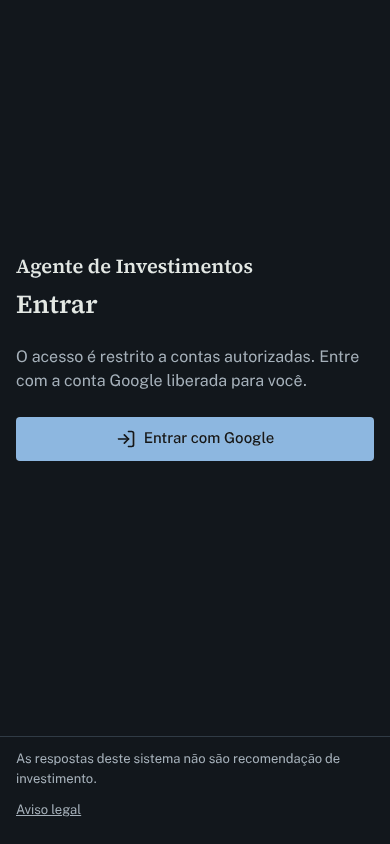 Agente de Investimentos
Entrar
O acesso é restrito a contas autorizadas. Entre
com a conta Google liberada para você.
Entrar com Google
As respostas deste sistema não são recomendação de
investimento.
Aviso legal